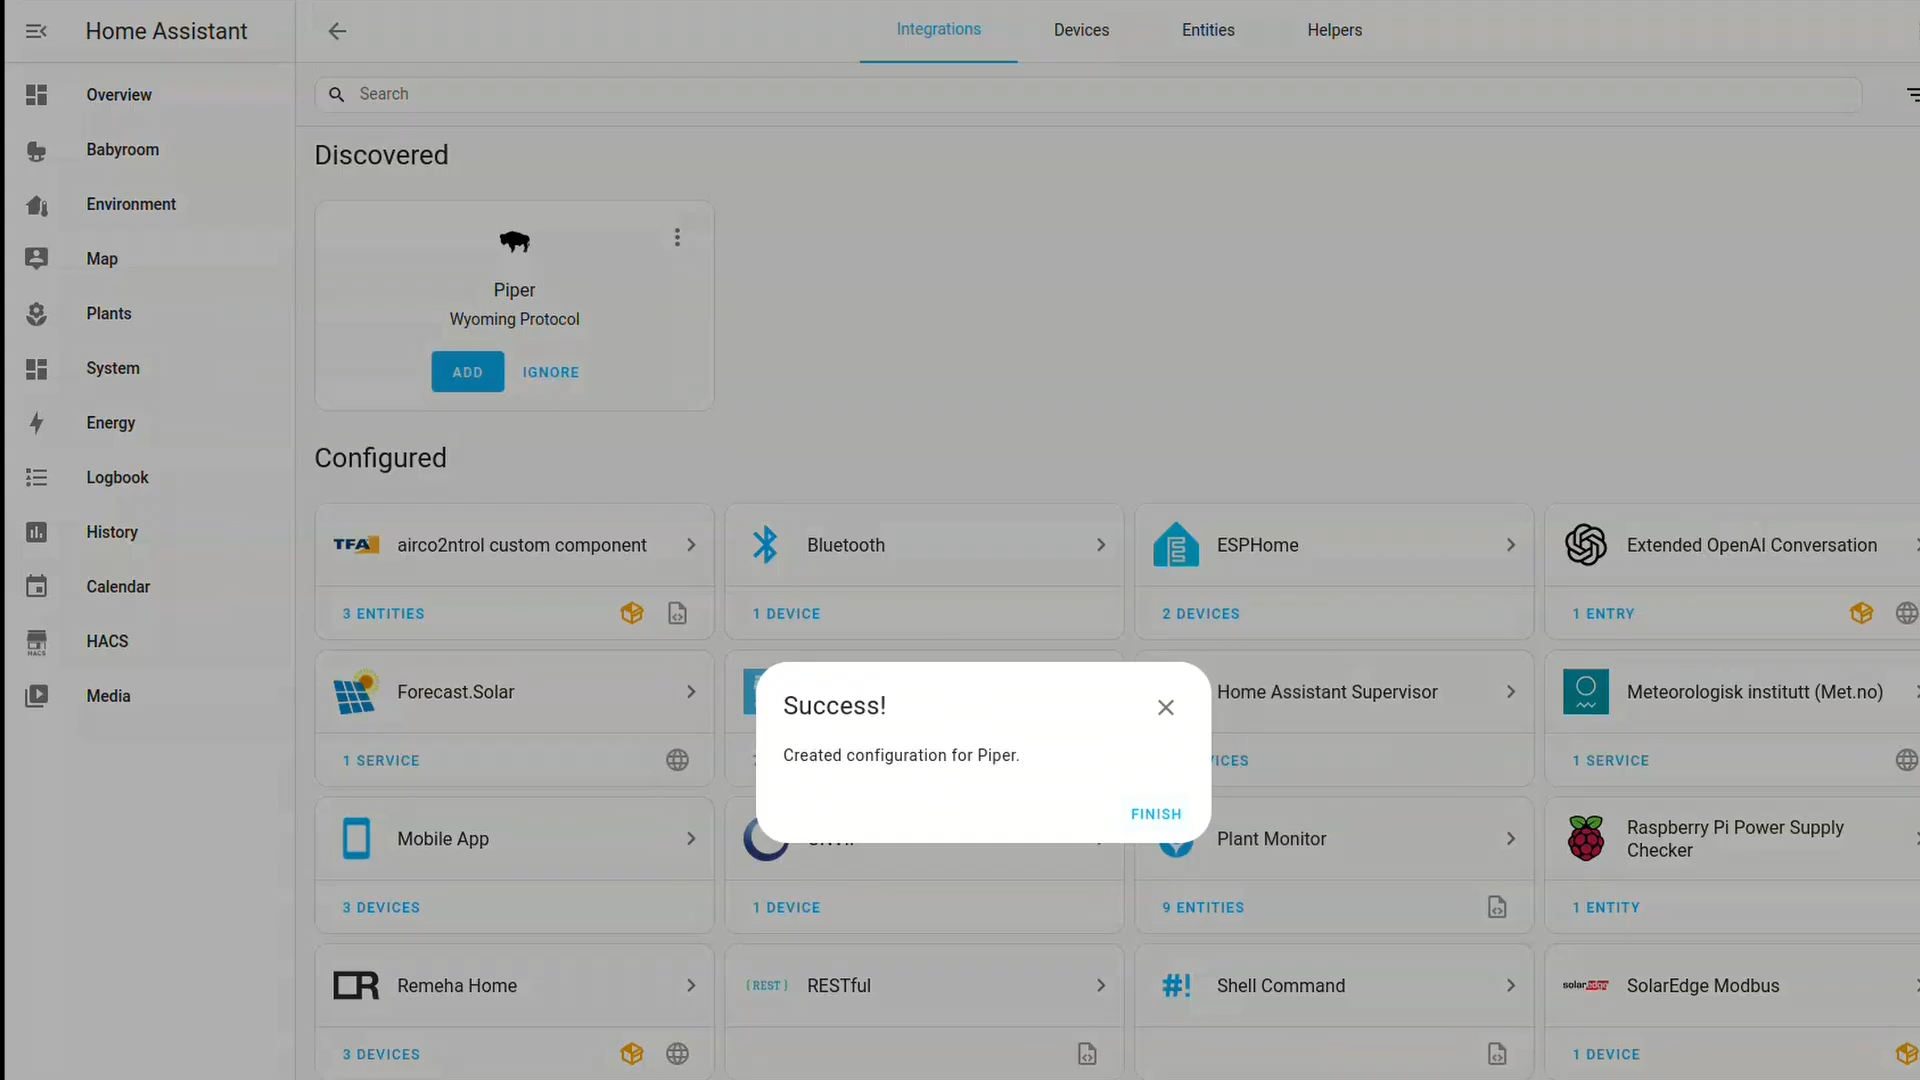 Home Assistant
Integrations
Devices
Entities
Helpers
Search
Overview
Babyroom
Environment
Map
Plants
System
Energy
Logbook
History
Calendar
HACS
Media
Discovered
Piper
Wyoming Protocol
ADD
IGNORE
Configured
TFA
airco2ntrol custom component
3 ENTITIES
Bluetooth
1 DEVICE
ESPHome
2 DEVICES
Extended OpenAI Conversation
1 ENTRY
Forecast.Solar
1 SERVICE
Home Assistant Supervisor
Meteorologisk institutt (Met.no)
1 SERVICE
Success!
Created configuration for Piper.
FINISH
Mobile App
3 DEVICES
1 DEVICE
Plant Monitor
9 ENTITIES
Raspberry Pi Power Supply
Checker
1 ENTITY
Remeha Home
3 DEVICES
{REST}
RESTful
#!
Shell Command
solaredge
SolarEdge Modbus
1 DEVICE